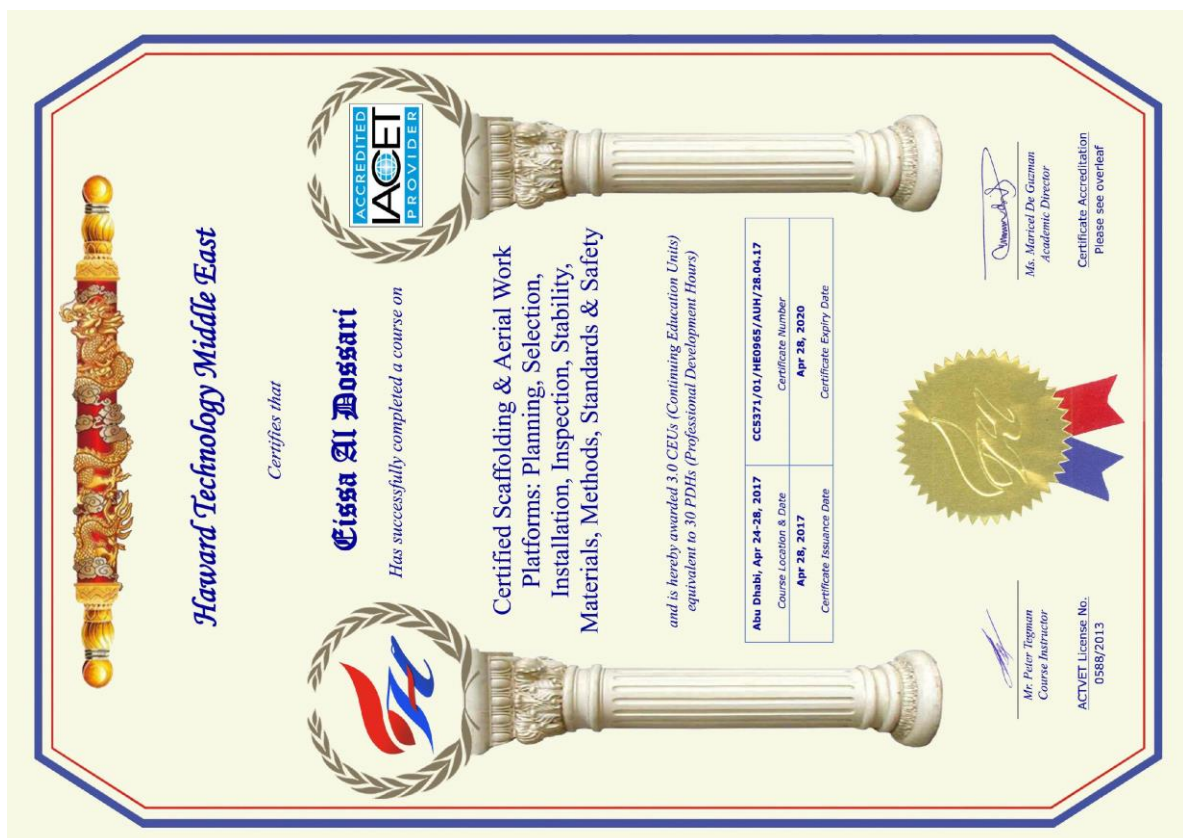 Haward Technology Middle East
Certifies that
Eissa Al Dossari
Has successfully completed a course on
ACCREDITED
IACET
PROVIDER
Certified Scaffolding & Aerial Work
Platforms: Planning, Selection,
Installation, Inspection, Stability,
Materials, Methods, Standards & Safety
and is hereby awarded 3.0 CEUs (Continuing Education Units)
equivalent to 30 PDHs (Professional Development Hours)
Abu Dhabi, Apr 24-28, 2017
Course Location & Date
CC5371/01/HE0965/AUH/28.04.17
Certificate Number
Apr 28, 2017
Certificate Issuance Date
Apr 28, 2020
Certificate Expiry Date
Mr. Peter Tegman
Course Instructor
ACTVET License No.
0588/2013
Ms. Maricel De Guzman
Academic Director
Certificate Accreditation
Please see overleaf